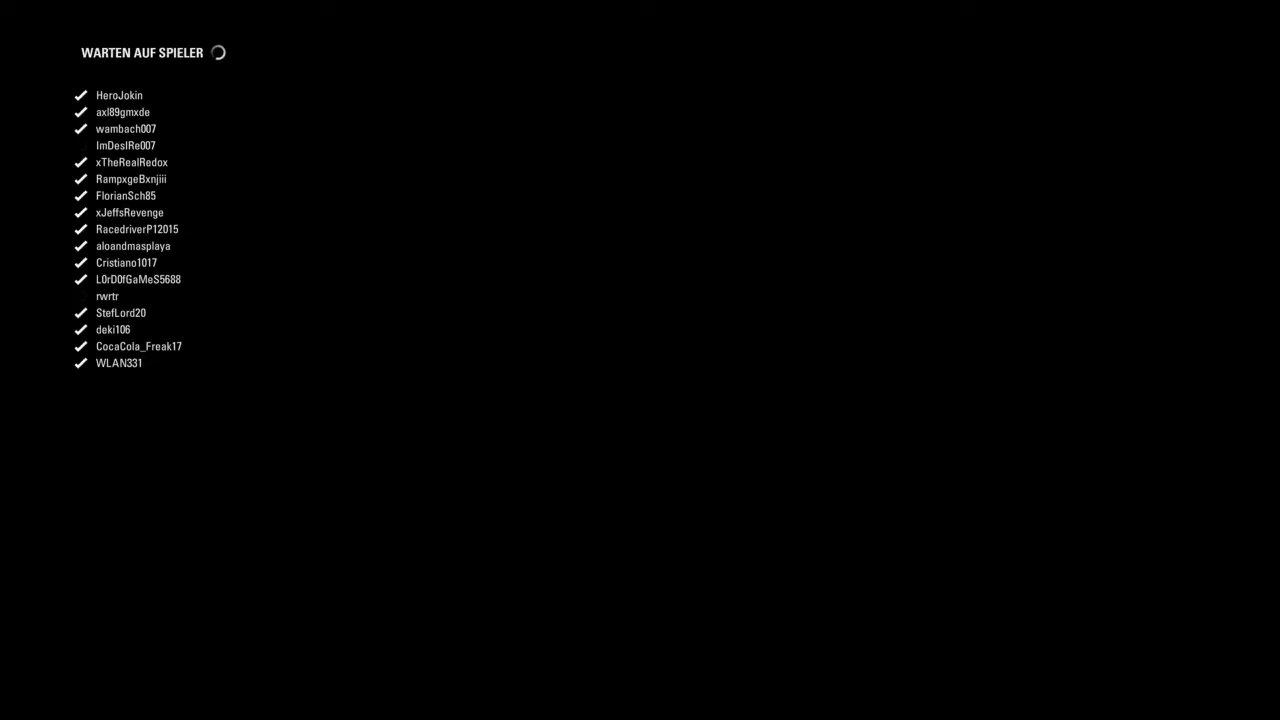 WARTEN AUF SPIELER
HeroJokin
axl89gmxde
wambach007
ImDesIRe007
xTheRealRedox
RampxgeBxnjiii
FlorianSch85
xJeffsRevenge
RacedriverP12015
aloandmasplaya
Cristiano1017
L0rD0fGaMeS5688
rwrtr
StefLord20
deki106
CocaCola_Freak17
WLAN331